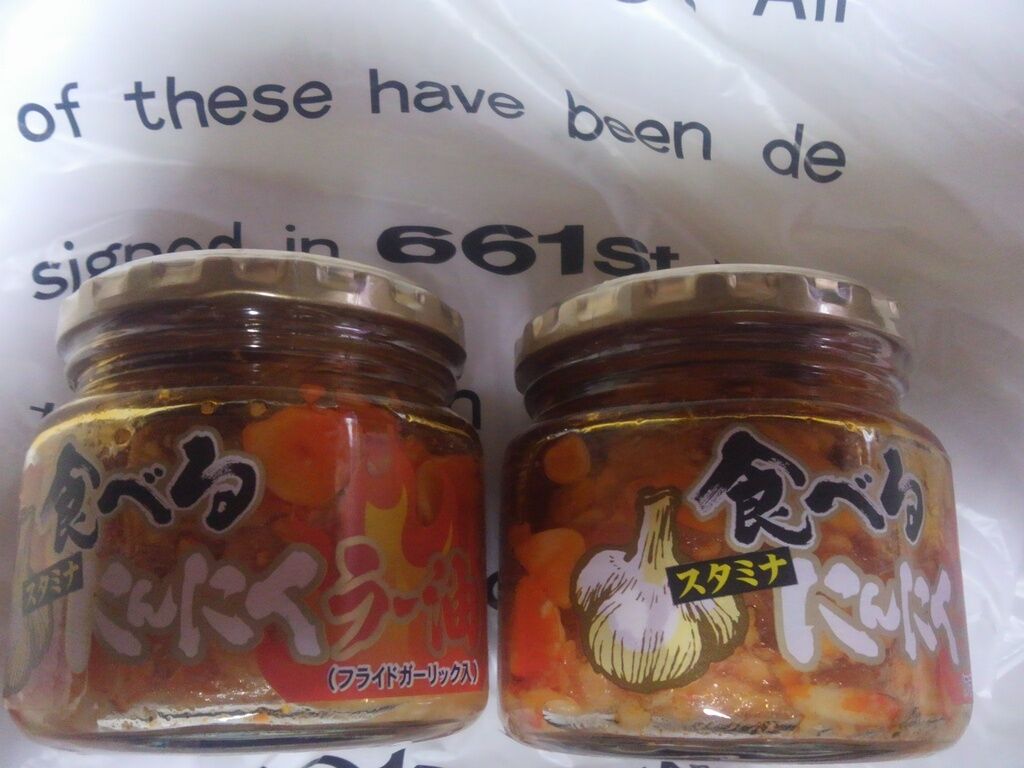 All
of these have been de
signed in 661st
食べる
スタミナ
にんにく
ラー油
(フライドガーリック入)
食べる
スタミナ
にんにく